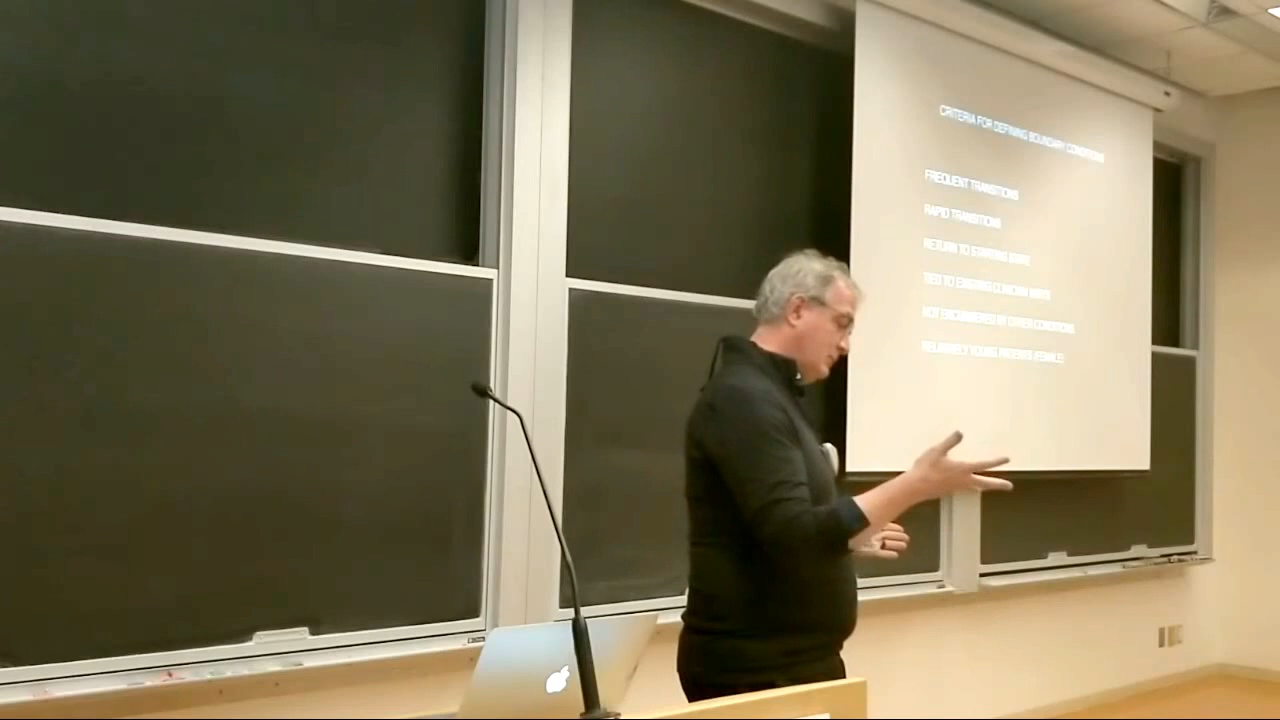 CRITERIA FOR DEFINING BOUNDARY CONDITIONS
FREQUENT TRANSITIONS
RAPID TRANSITIONS
RETURN TO STARTING STATE
TIED TO EXISTING CLINICIAN
NOT ENCUMBERED BY OTHER CONDITIONS
RELATIVELY YOUNG PATIENTS (FEMALE)